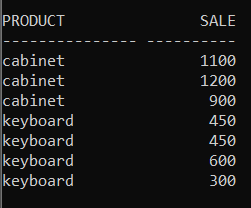 PRODUCT SALE
--------------- ----------
cabinet 1100
cabinet 1200
cabinet 900
keyboard 450
keyboard 450
keyboard 600
keyboard 300